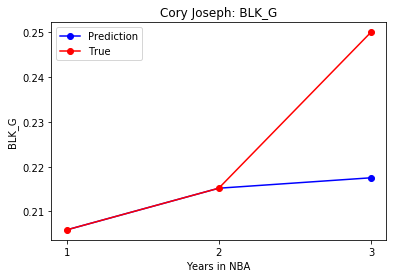 Cory Joseph: BLK_G
Prediction
True
0.25
0.24
0.23
0.22
0.21
BLK_G
1
2
3
Years in NBA